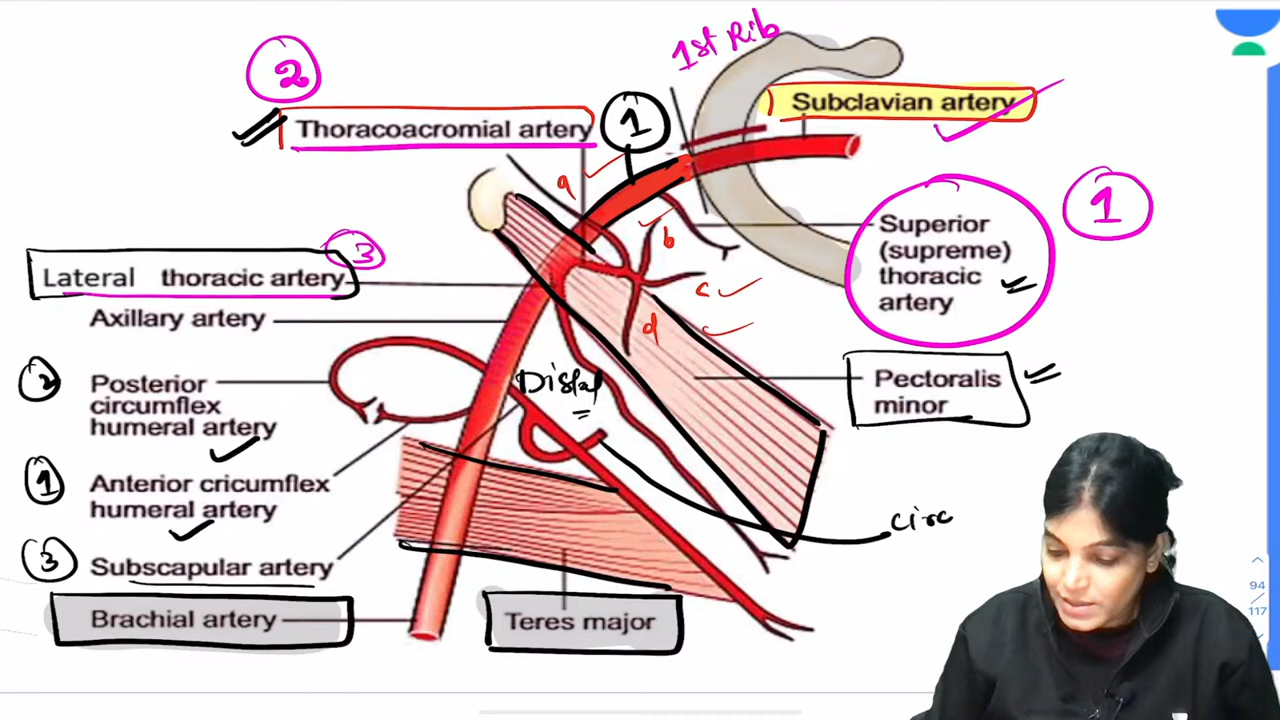 1st Rib
2
Subclavian artery
Thoracoacromial artery
1
a
1
Superior
(supreme)
thoracic
artery
b
3
Lateral thoracic artery
c
d
Axillary artery
Pectoralis
minor
2
Posterior
circumflex
humeral artery
Distal
1
Anterior cricumflex
humeral artery
circ
3
Subscapular artery
Brachial artery
Teres major
94
117